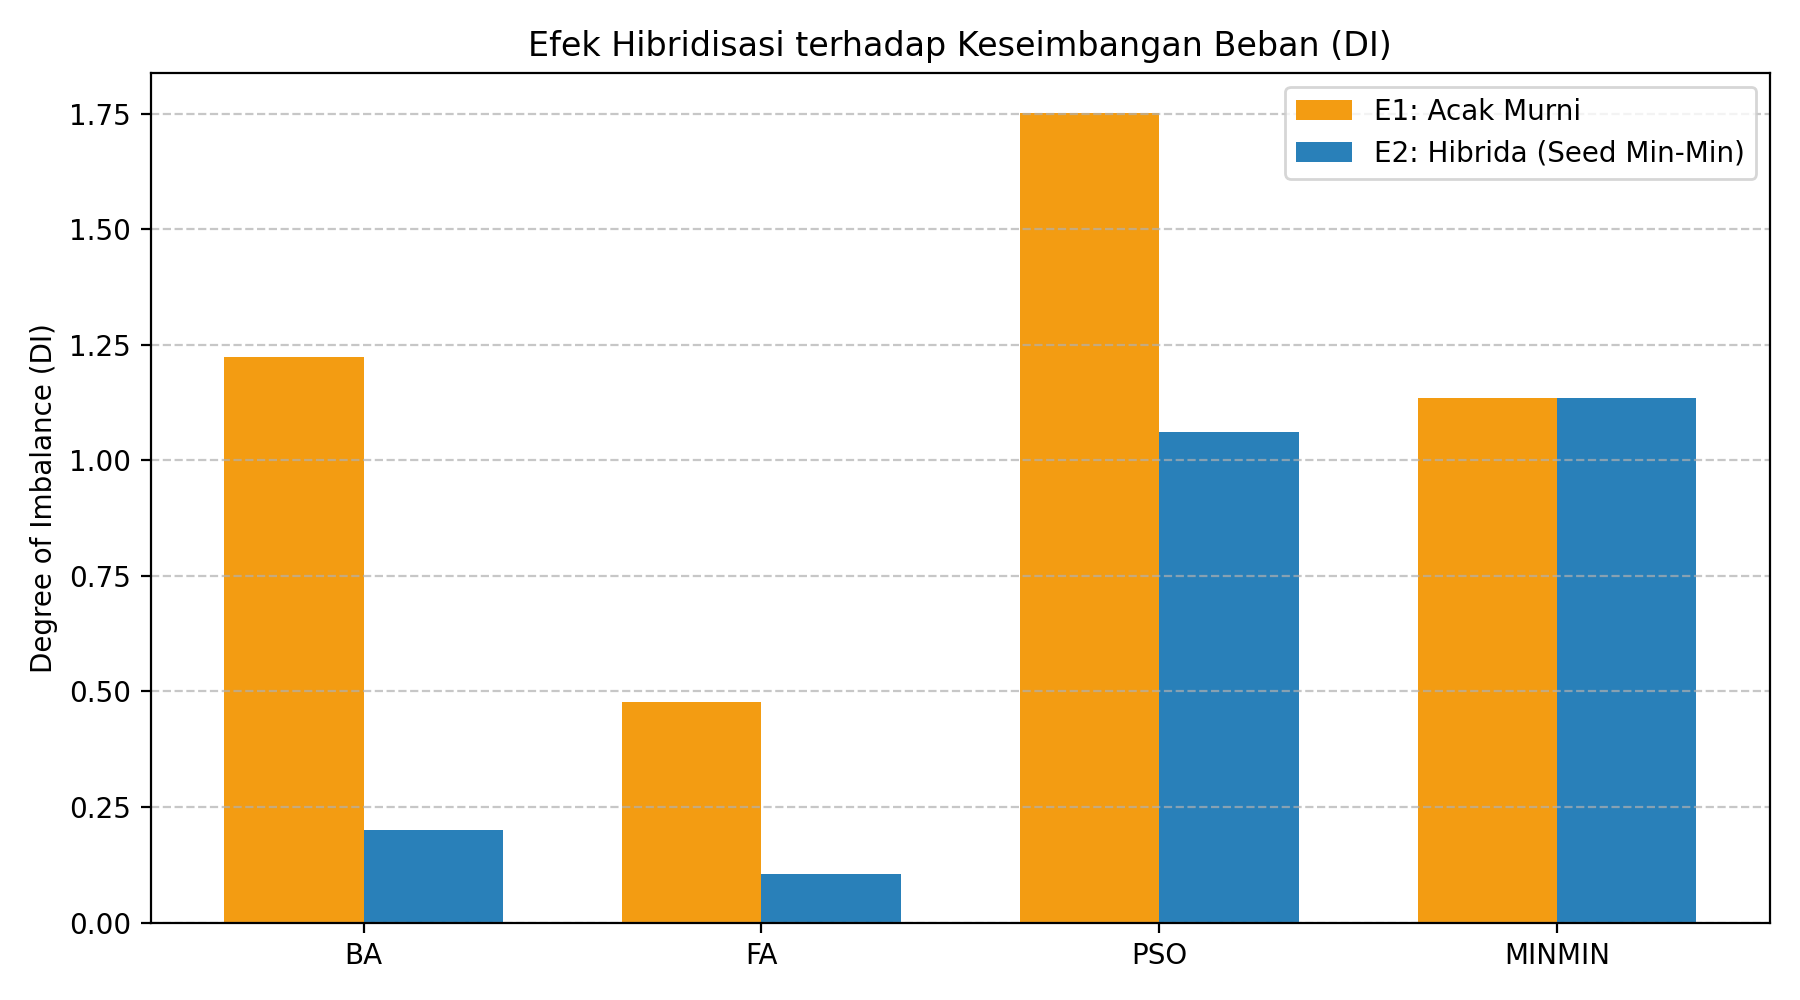 Efek Hibridisasi terhadap Keseimbangan Beban (DI)
E1: Acak Murni
E2: Hibrida (Seed Min-Min)
Degree of Imbalance (DI)
1.75
1.50
1.25
1.00
0.75
0.50
0.25
0.00
BA
FA
PSO
MINMIN